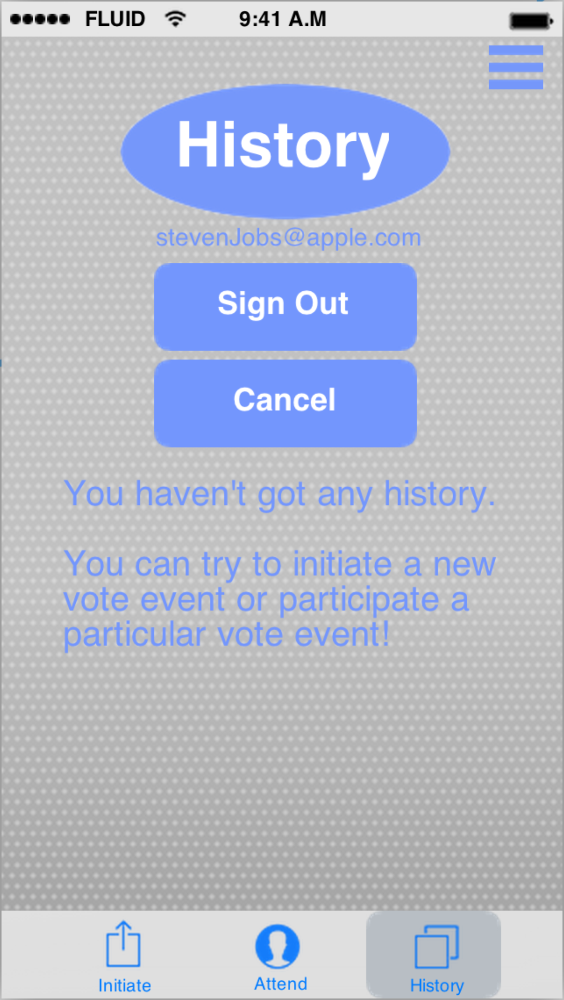 FLUID 9:41 A.M
History
stevenJobs@apple.com
Sign Out
Cancel
You haven't got any history.
You can try to initiate a new
vote event or participate a
particular vote event!
Initiate Attend History